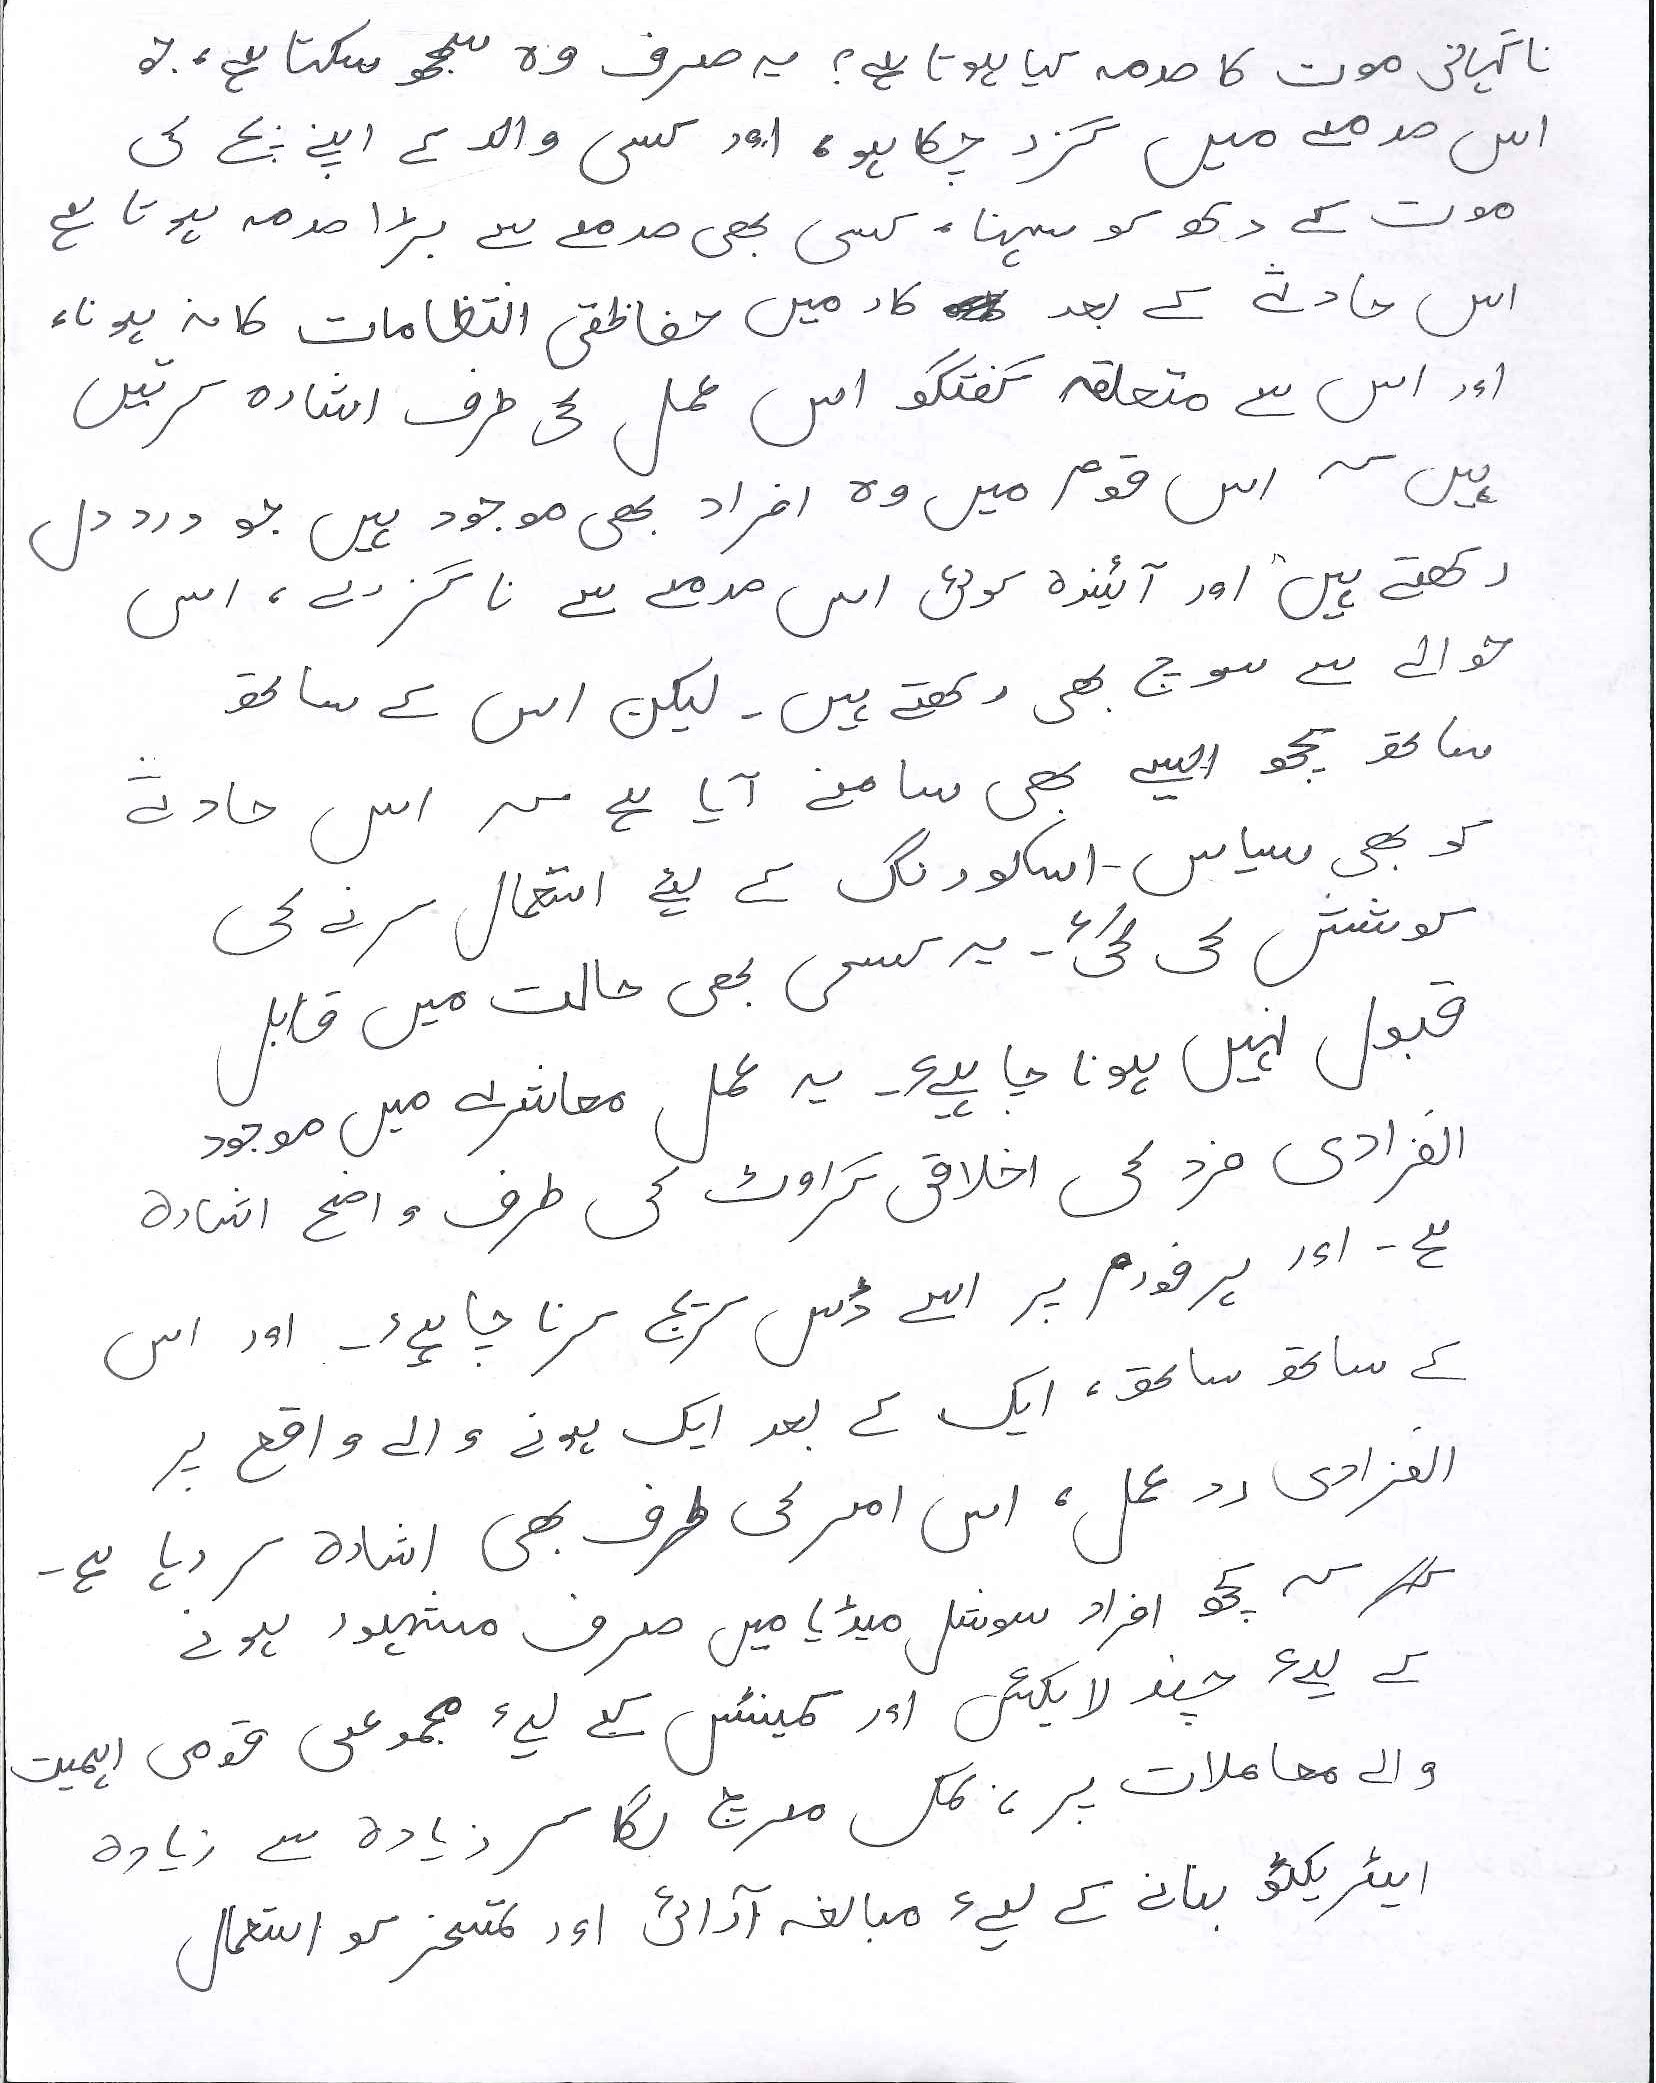 ناگہانی موت کا صدمہ کیا ہوتا ہے؟ یہ صرف وہ سمجھ سکتا ہے، جو
اس صدمے میں گزر چکا ہو، اور کسی والد کے اپنے بچے کی
موت کے دکھ کو سہنا، کسی بھی صدمے سے بڑا صدمہ ہوتا ہے
اس حادثے کے بعد کار میں حفاظتی انتظامات کا نہ ہونا،
اور اس سے متعلقہ گفتگو اس عمل کی طرف اشارہ کرتیں
ہیں کہ اس قوم میں وہ افراد بھی موجود ہیں جو درد دل
رکھتے ہیں اور آئیندہ کوئی اس صدمے سے نا گزرے، اس
حوالے سے سوچ بھی رکھتے ہیں۔ لیکن اس کے ساتھ
ساتھ کچھ ایسے بھی سامنے آیا ہے کہ اس حادثے
کو بھی سیاسی اسکورنگ کے لیئے استعمال کرنے کی
کوشش کی گئی۔ یہ کسی بھی حالت میں قابل
قبول نہیں ہونا چاہیےء۔ یہ عمل معاشرے میں موجود
انفرادی فرد کی اخلاقی گراوٹ کی طرف واضح اشارہ
ہے۔ اور ہر فورم پر اسے ڈس کریج کرنا چاہیےء۔ اور اس
کے ساتھ ساتھ، ایک کے بعد ایک ہونے والے واقع پر
انفرادی رد عمل، اس امر کی طرف بھی اشارہ کر رہا ہے۔
کہ کچھ افراد سوشل میڈیا میں صرف مشہور ہونے
کے لیےء چند لایکس اور کمینٹس کے لیےء مجموعی قومی اہمیت
والے معاملات پر، نمک مرچ لگا کر زیادہ سے زیادہ
ایٹریکٹو بنانے کے لیےء مبالغہ آرائی اور تمسخر کو استعمال